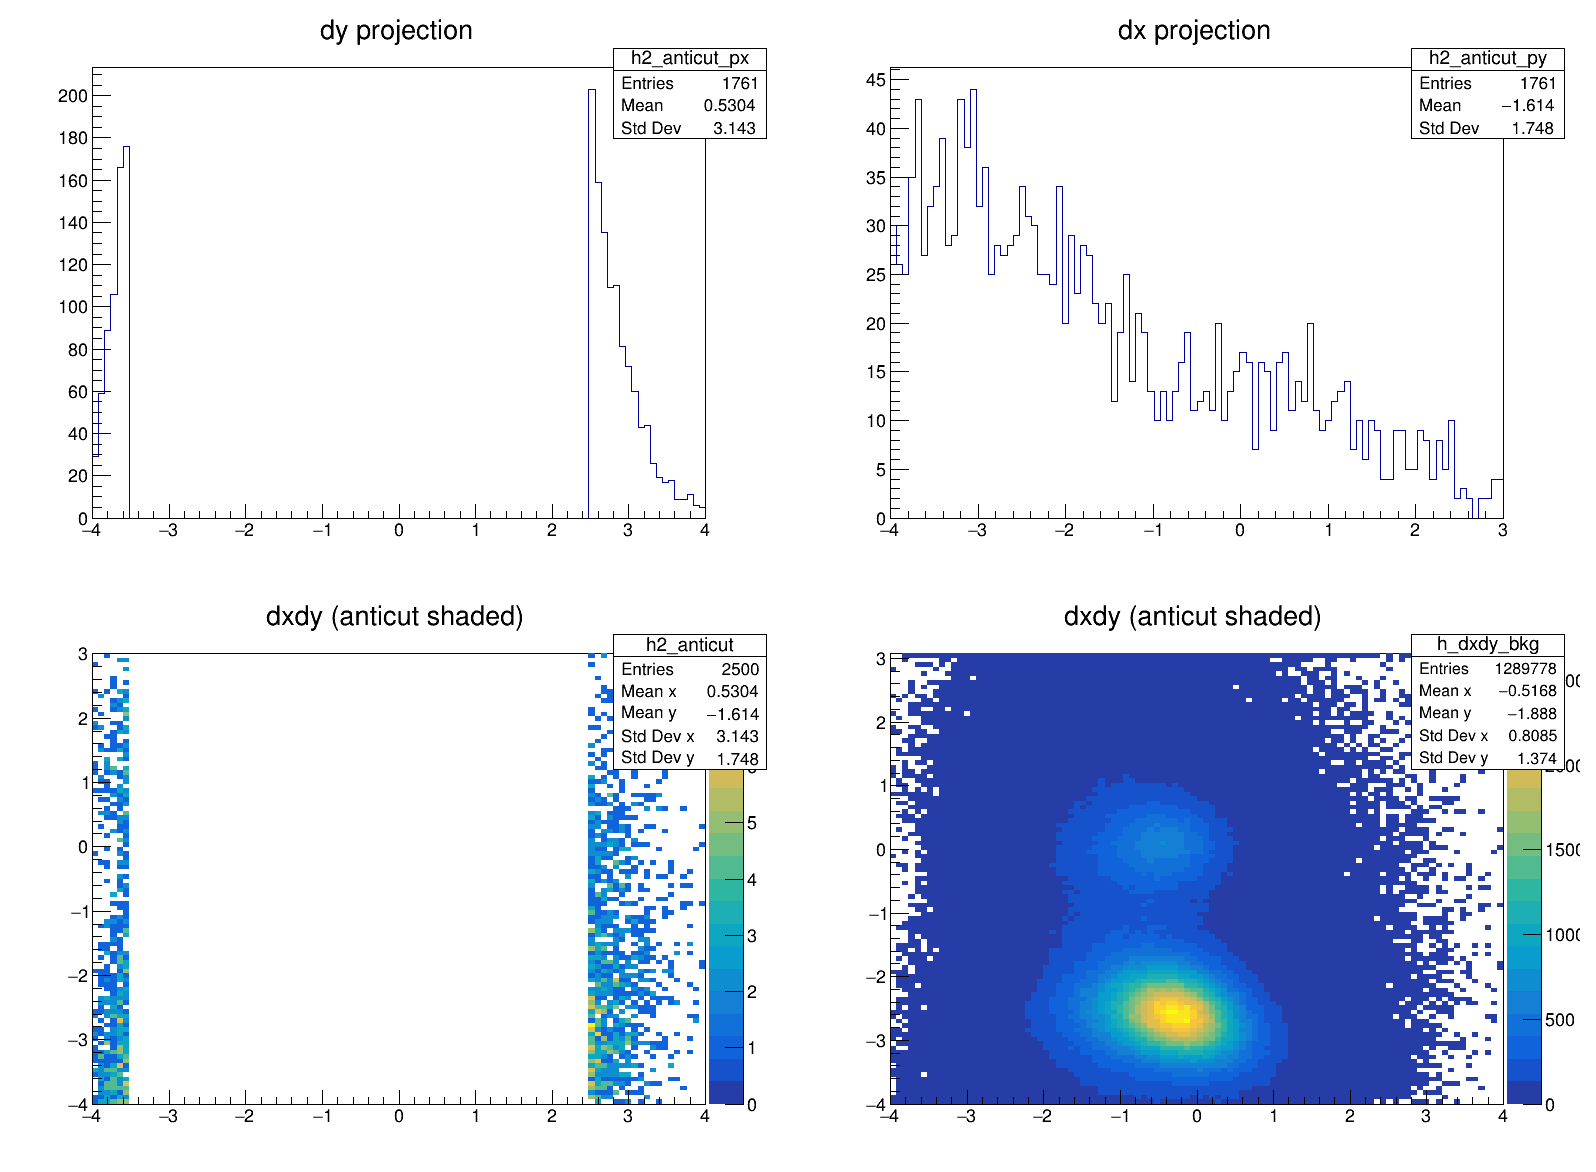 dy projection
h2_anticut_px
Entries 1761
Mean 0.5304
Std Dev 3.143
200
180
160
140
120
100
80
60
40
20
0
−4 −3 −2 −1 0 1 2 3 4
dx projection
h2_anticut_py
Entries 1761
Mean −1.614
Std Dev 1.748
45
40
35
30
25
20
15
10
5
0
−4 −3 −2 −1 0 1 2 3
dxdy (anticut shaded)
h2_anticut
Entries 2500
Mean x 0.5304
Mean y −1.614
Std Dev x 3.143
Std Dev y 1.748
3
2
1
0
−1
−2
−3
−4
−4 −3 −2 −1 0 1 2 3 4
5
4
3
2
1
0
dxdy (anticut shaded)
h_dxdy_bkg
Entries 1289778
Mean x −0.5168
Mean y −1.888
Std Dev x 0.8085
Std Dev y 1.374
3
2
1
0
−1
−2
−3
−4
−4 −3 −2 −1 0 1 2 3 4
1500
1000
500
0